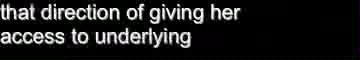 that direction of giving her
access to underlying